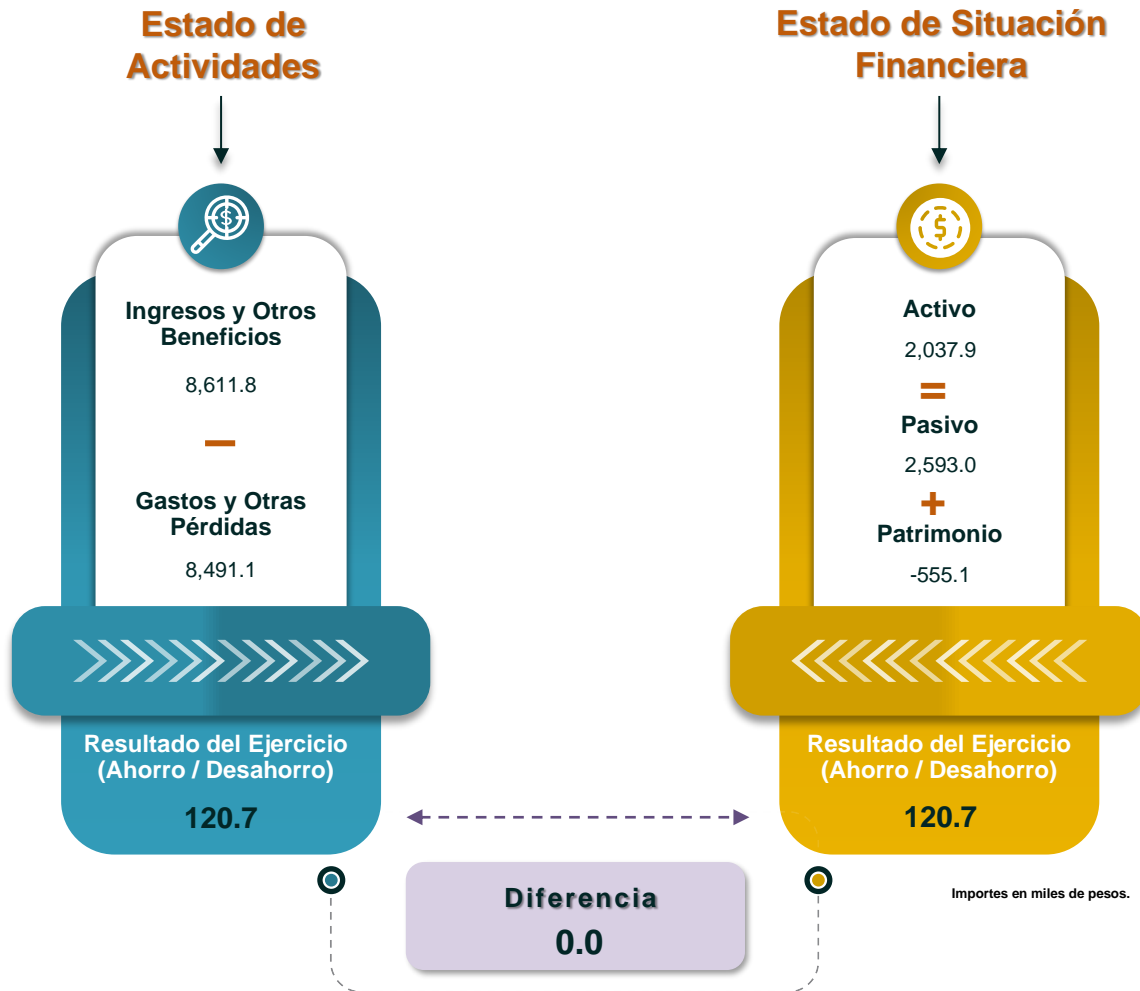 Estado de
Actividades
$
Ingresos y Otros
Beneficios
8,611.8
–
Gastos y Otras
Pérdidas
8,491.1
Resultado del Ejercicio
(Ahorro / Desahorro)
120.7
Estado de Situación
Financiera
$
Activo
2,037.9
=
Pasivo
2,593.0
+
Patrimonio
-555.1
Resultado del Ejercicio
(Ahorro / Desahorro)
120.7
Diferencia
0.0
Importes en miles de pesos.